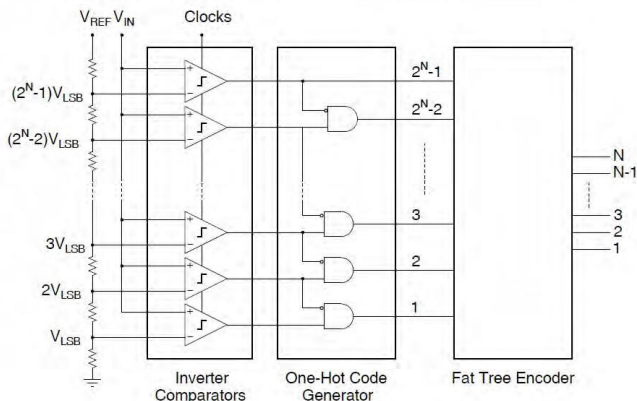 V_REF V_IN Clocks
(2^N-1)V_LSB
(2^N-2)V_LSB
3V_LSB
2V_LSB
V_LSB
+
−
+
−
+
−
+
−
+
−
2^N-1
2^N-2
3
2
1
N
N-1
3
2
1
Inverter
Comparators
One-Hot Code
Generator
Fat Tree Encoder